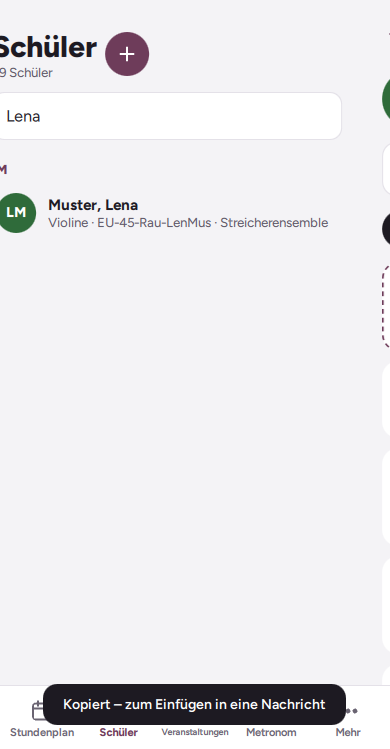 Schüler
9 Schüler
Lena
M
LM
Muster, Lena
Violine · EU-45-Rau-LenMus · Streicherensemble
Kopiert – zum Einfügen in eine Nachricht
Stundenplan
Schüler
Veranstaltungen
Metronom
Mehr